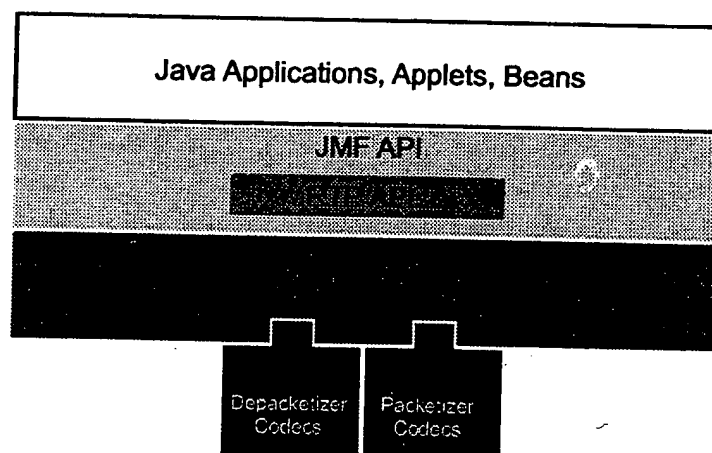 Java Applications, Applets, Beans
JMF API
Depacketizer
Codecs
Packetizer
Codecs